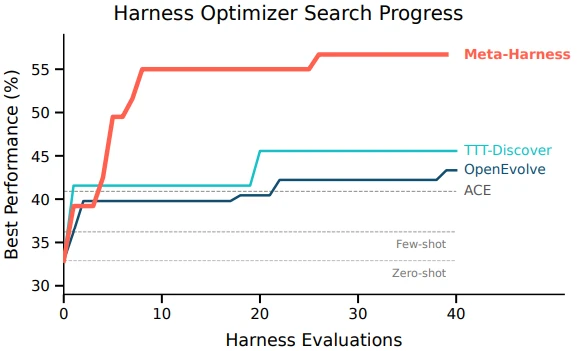 Harness Optimizer Search Progress
Best Performance (%)
55
50
45
40
35
30
Meta-Harness
TTT-Discover
OpenEvolve
ACE
Few-shot
Zero-shot
0
10
20
30
40
Harness Evaluations